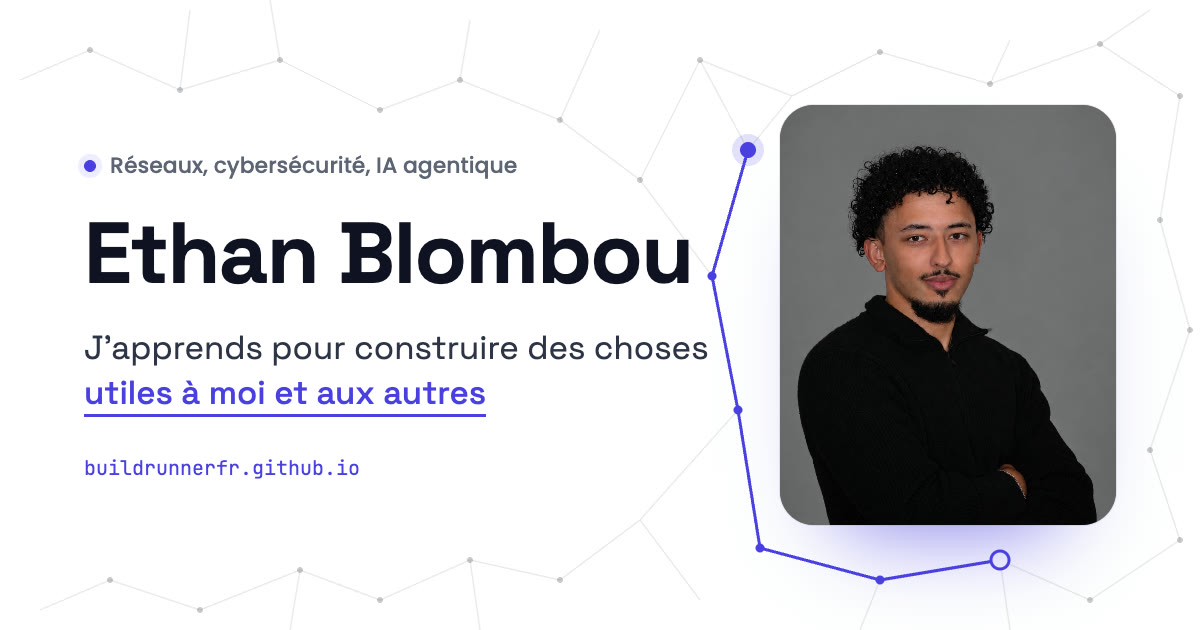 Réseaux, cybersécurité, IA agentique
Ethan Blombou
J’apprends pour construire des choses
utiles à moi et aux autres
buildrunnerfr.github.io